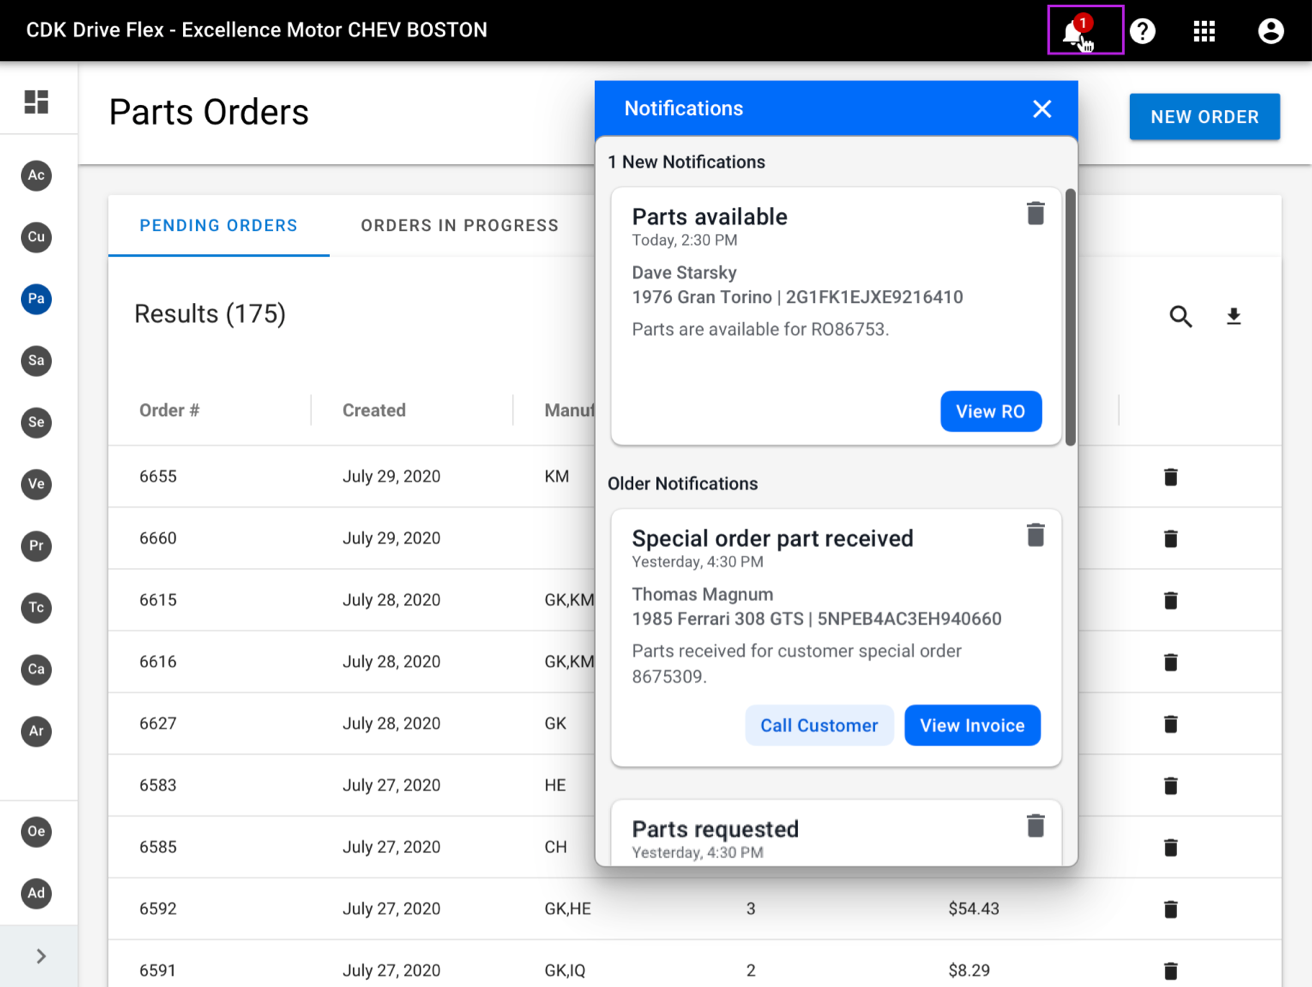 CDK Drive Flex - Excellence Motor CHEV BOSTON
1
?
Parts Orders
NEW ORDER
Notifications
1 New Notifications
Parts available
Today, 2:30 PM
Dave Starsky
1976 Gran Torino | 2G1FK1EJXE9216410
Parts are available for RO86753.
View RO
Older Notifications
Special order part received
Yesterday, 4:30 PM
Thomas Magnum
1985 Ferrari 308 GTS | 5NPEB4AC3EH940660
Parts received for customer special order
8675309.
Call Customer
View Invoice
Parts requested
Yesterday, 4:30 PM
Ac
Cu
Pa
Sa
Se
Ve
Pr
Tc
Ca
Ar
Oe
Ad
PENDING ORDERS
ORDERS IN PROGRESS
Results (175)
Order # Created Manuf
6655 July 29, 2020 KM
6660 July 29, 2020
6615 July 28, 2020 GK,KM
6616 July 28, 2020 GK,KM
6627 July 28, 2020 GK
6583 July 27, 2020 HE
6585 July 27, 2020 CH
6592 July 27, 2020 GK,HE 3 $54.43
6591 July 27, 2020 GK,IQ 2 $8.29